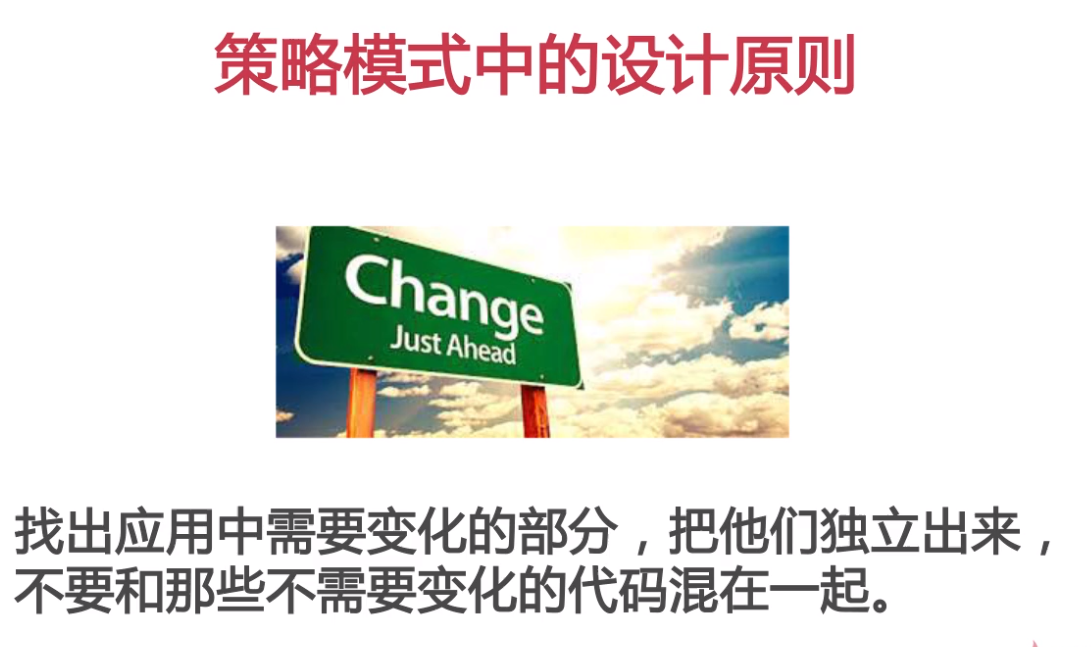 策略模式中的设计原则
Change
Just Ahead
找出应用中需要变化的部分，把他们独立出来，
不要和那些不需要变化的代码混在一起。